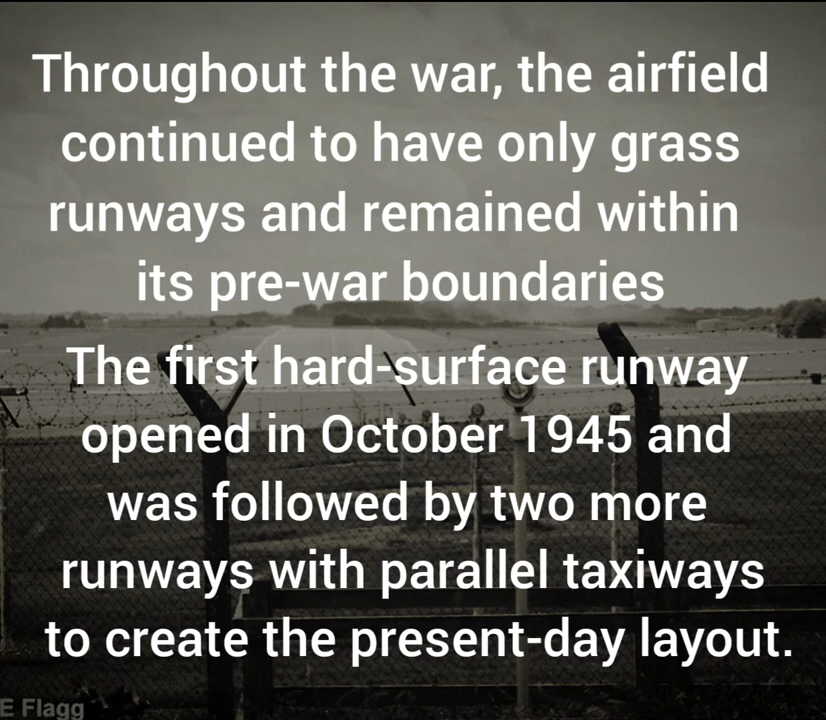 Throughout the war, the airfield
continued to have only grass
runways and remained within
its pre-war boundaries
The first hard-surface runway
opened in October 1945 and
was followed by two more
runways with parallel taxiways
to create the present-day layout.
E Flagg